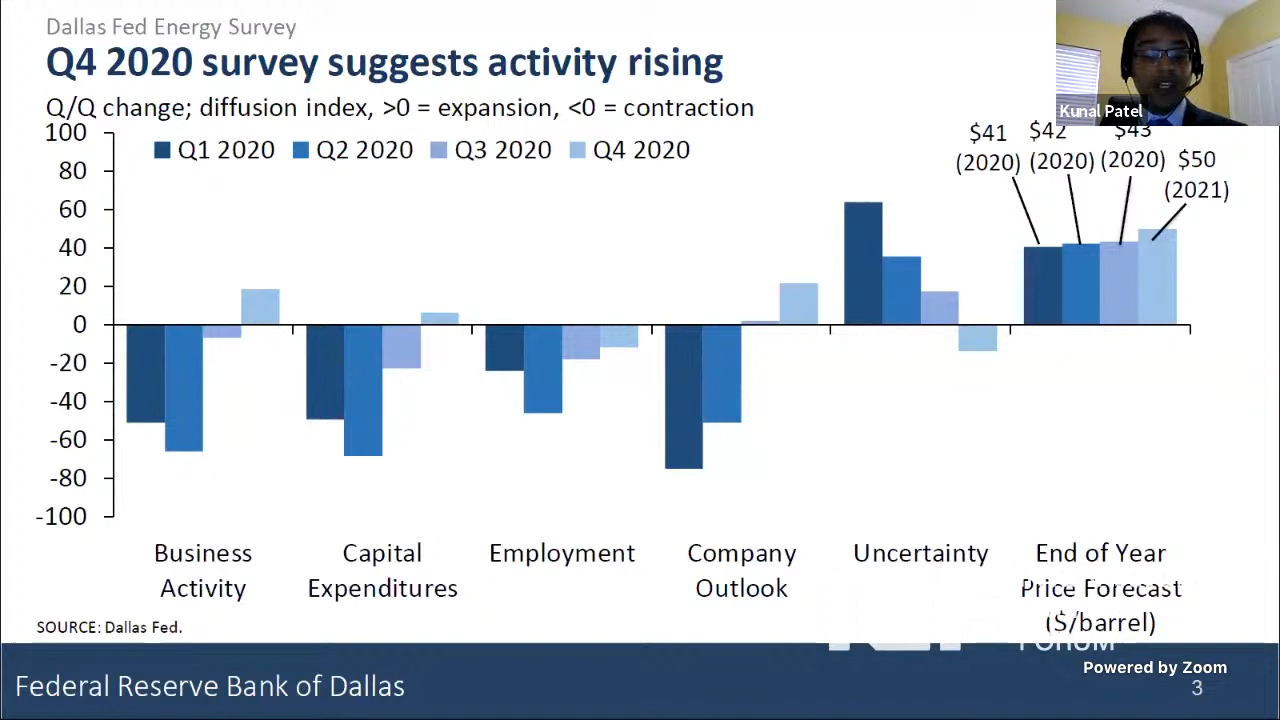 Dallas Fed Energy Survey
Q4 2020 survey suggests activity rising
Q/Q change; diffusion index, >0 = expansion, <0 = contraction
Kunal Patel
100
80
60
40
20
0
-20
-40
-60
-80
-100
Q1 2020 Q2 2020 Q3 2020 Q4 2020
$41
(2020)
$42
(2020)
$43
(2020)
$50
(2021)
Business
Activity
Capital
Expenditures
Employment
Company
Outlook
Uncertainty
End of Year
Price Forecast
($/barrel)
SOURCE: Dallas Fed.
FORUM
Powered by Zoom
Federal Reserve Bank of Dallas
3